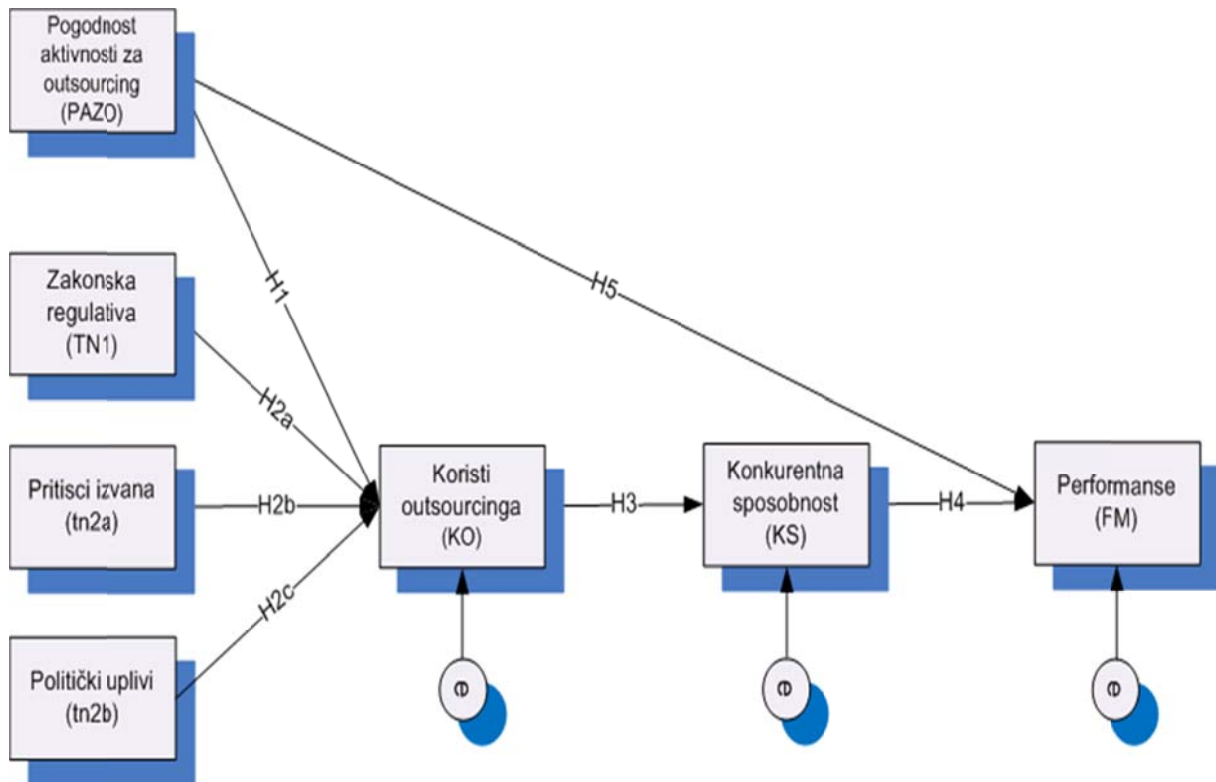 Pogodnost
aktivnosti za
outsourcing
(PAZO)
H1
H5
Zakonska
regulativa
(TN1)
H2a
Pritisci izvana
(tn2a)
H2b
Koristi
outsourcinga
(KO)
H3
Konkurentna
sposobnost
(KS)
H4
Performanse
(FM)
H2c
Politički uplivi
(tn2b)
e
e
e